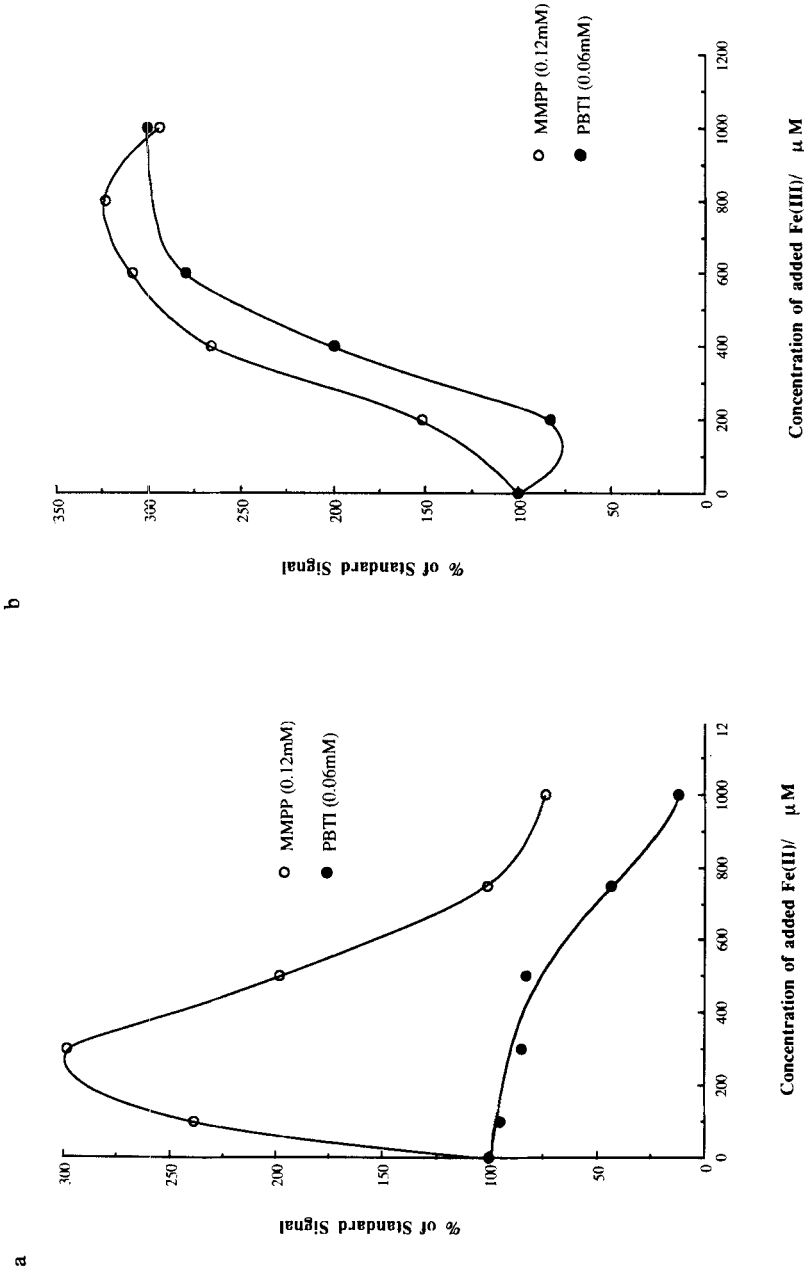 a
% of Standard Signal
300
250
200
150
100
50
0
0
200
400
600
800
1000
12
Concentration of added Fe(II)/ μM
MMPP (0.12mM)
PBTI (0.06mM)
b
% of Standard Signal
350
300
250
200
150
100
50
0
0
200
400
600
800
1000
1200
Concentration of added Fe(III)/ μM
MMPP (0.12mM)
PBTI (0.06mM)